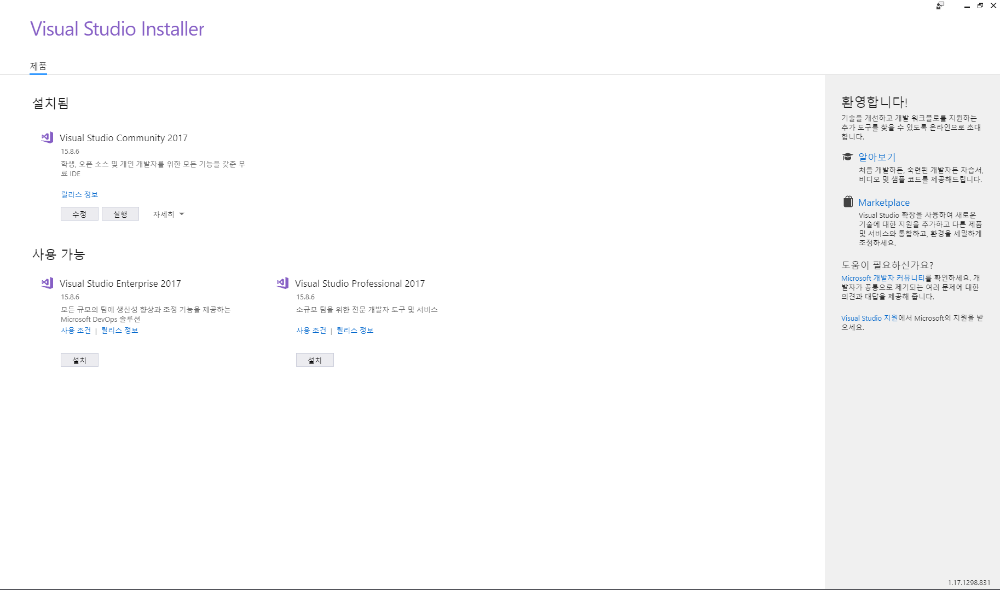 Visual Studio Installer
제품
설치됨
Visual Studio Community 2017
15.8.6
학생, 오픈 소스 및 개인 개발자를 위한 모든 기능을 갖춘 무
료 IDE
릴리스 정보
수정 실행 자세히
사용 가능
Visual Studio Enterprise 2017
15.8.6
모든 규모의 팀에 생산성 향상과 조정 기능을 제공하는
Microsoft DevOps 솔루션
사용 조건 | 릴리스 정보
설치
Visual Studio Professional 2017
15.8.6
소규모 팀을 위한 전문 개발자 도구 및 서비스
사용 조건 | 릴리스 정보
설치
환영합니다!
기술을 개선하고 개발 워크플로를 지원하는
추가 도구를 찾을 수 있도록 온라인으로 초대
합니다.
알아보기
처음 개발하든, 숙련된 개발자든 자습서,
비디오 및 샘플 코드를 제공해드립니다.
Marketplace
Visual Studio 확장을 사용하여 새로운
기술에 대한 지원을 추가하고 다른 제품
및 서비스와 통합하고, 환경을 세밀하게
조정하세요.
도움이 필요하신가요?
Microsoft 개발자 커뮤니티를 확인하세요. 개
발자가 공통으로 제기되는 여러 문제에 대한
의견과 대답을 제공해 줍니다.
Visual Studio 지원에서 Microsoft의 지원을 받
으세요.
1.17.1298.831